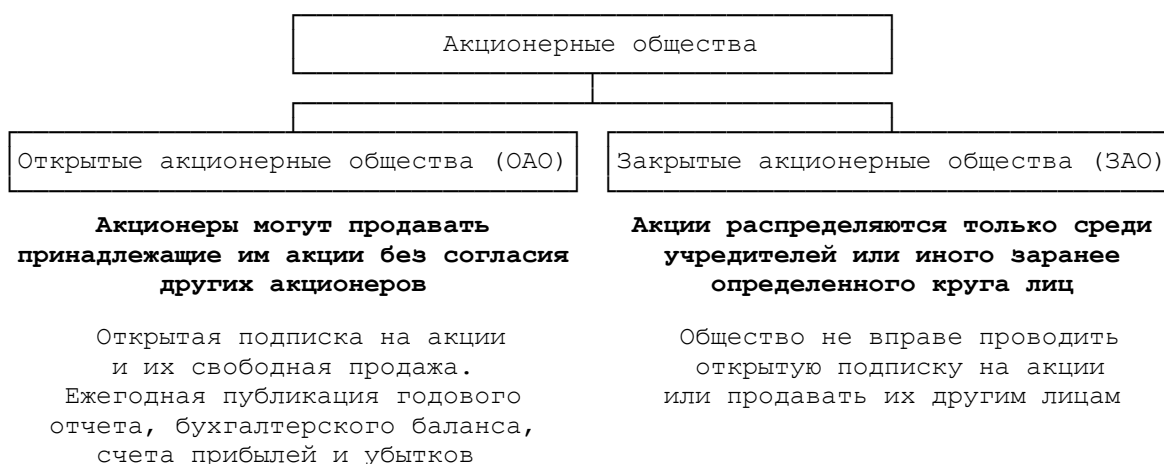 Акционерные общества
Открытые акционерные общества (ОАО)
Закрытые акционерные общества (ЗАО)
Акционеры могут продавать
принадлежащие им акции без согласия
других акционеров
Акции распределяются только среди
учредителей или иного заранее
определенного круга лиц
Открытая подписка на акции
и их свободная продажа.
Ежегодная публикация годового
отчета, бухгалтерского баланса,
счета прибылей и убытков
Общество не вправе проводить
открытую подписку на акции
или продавать их другим лицам